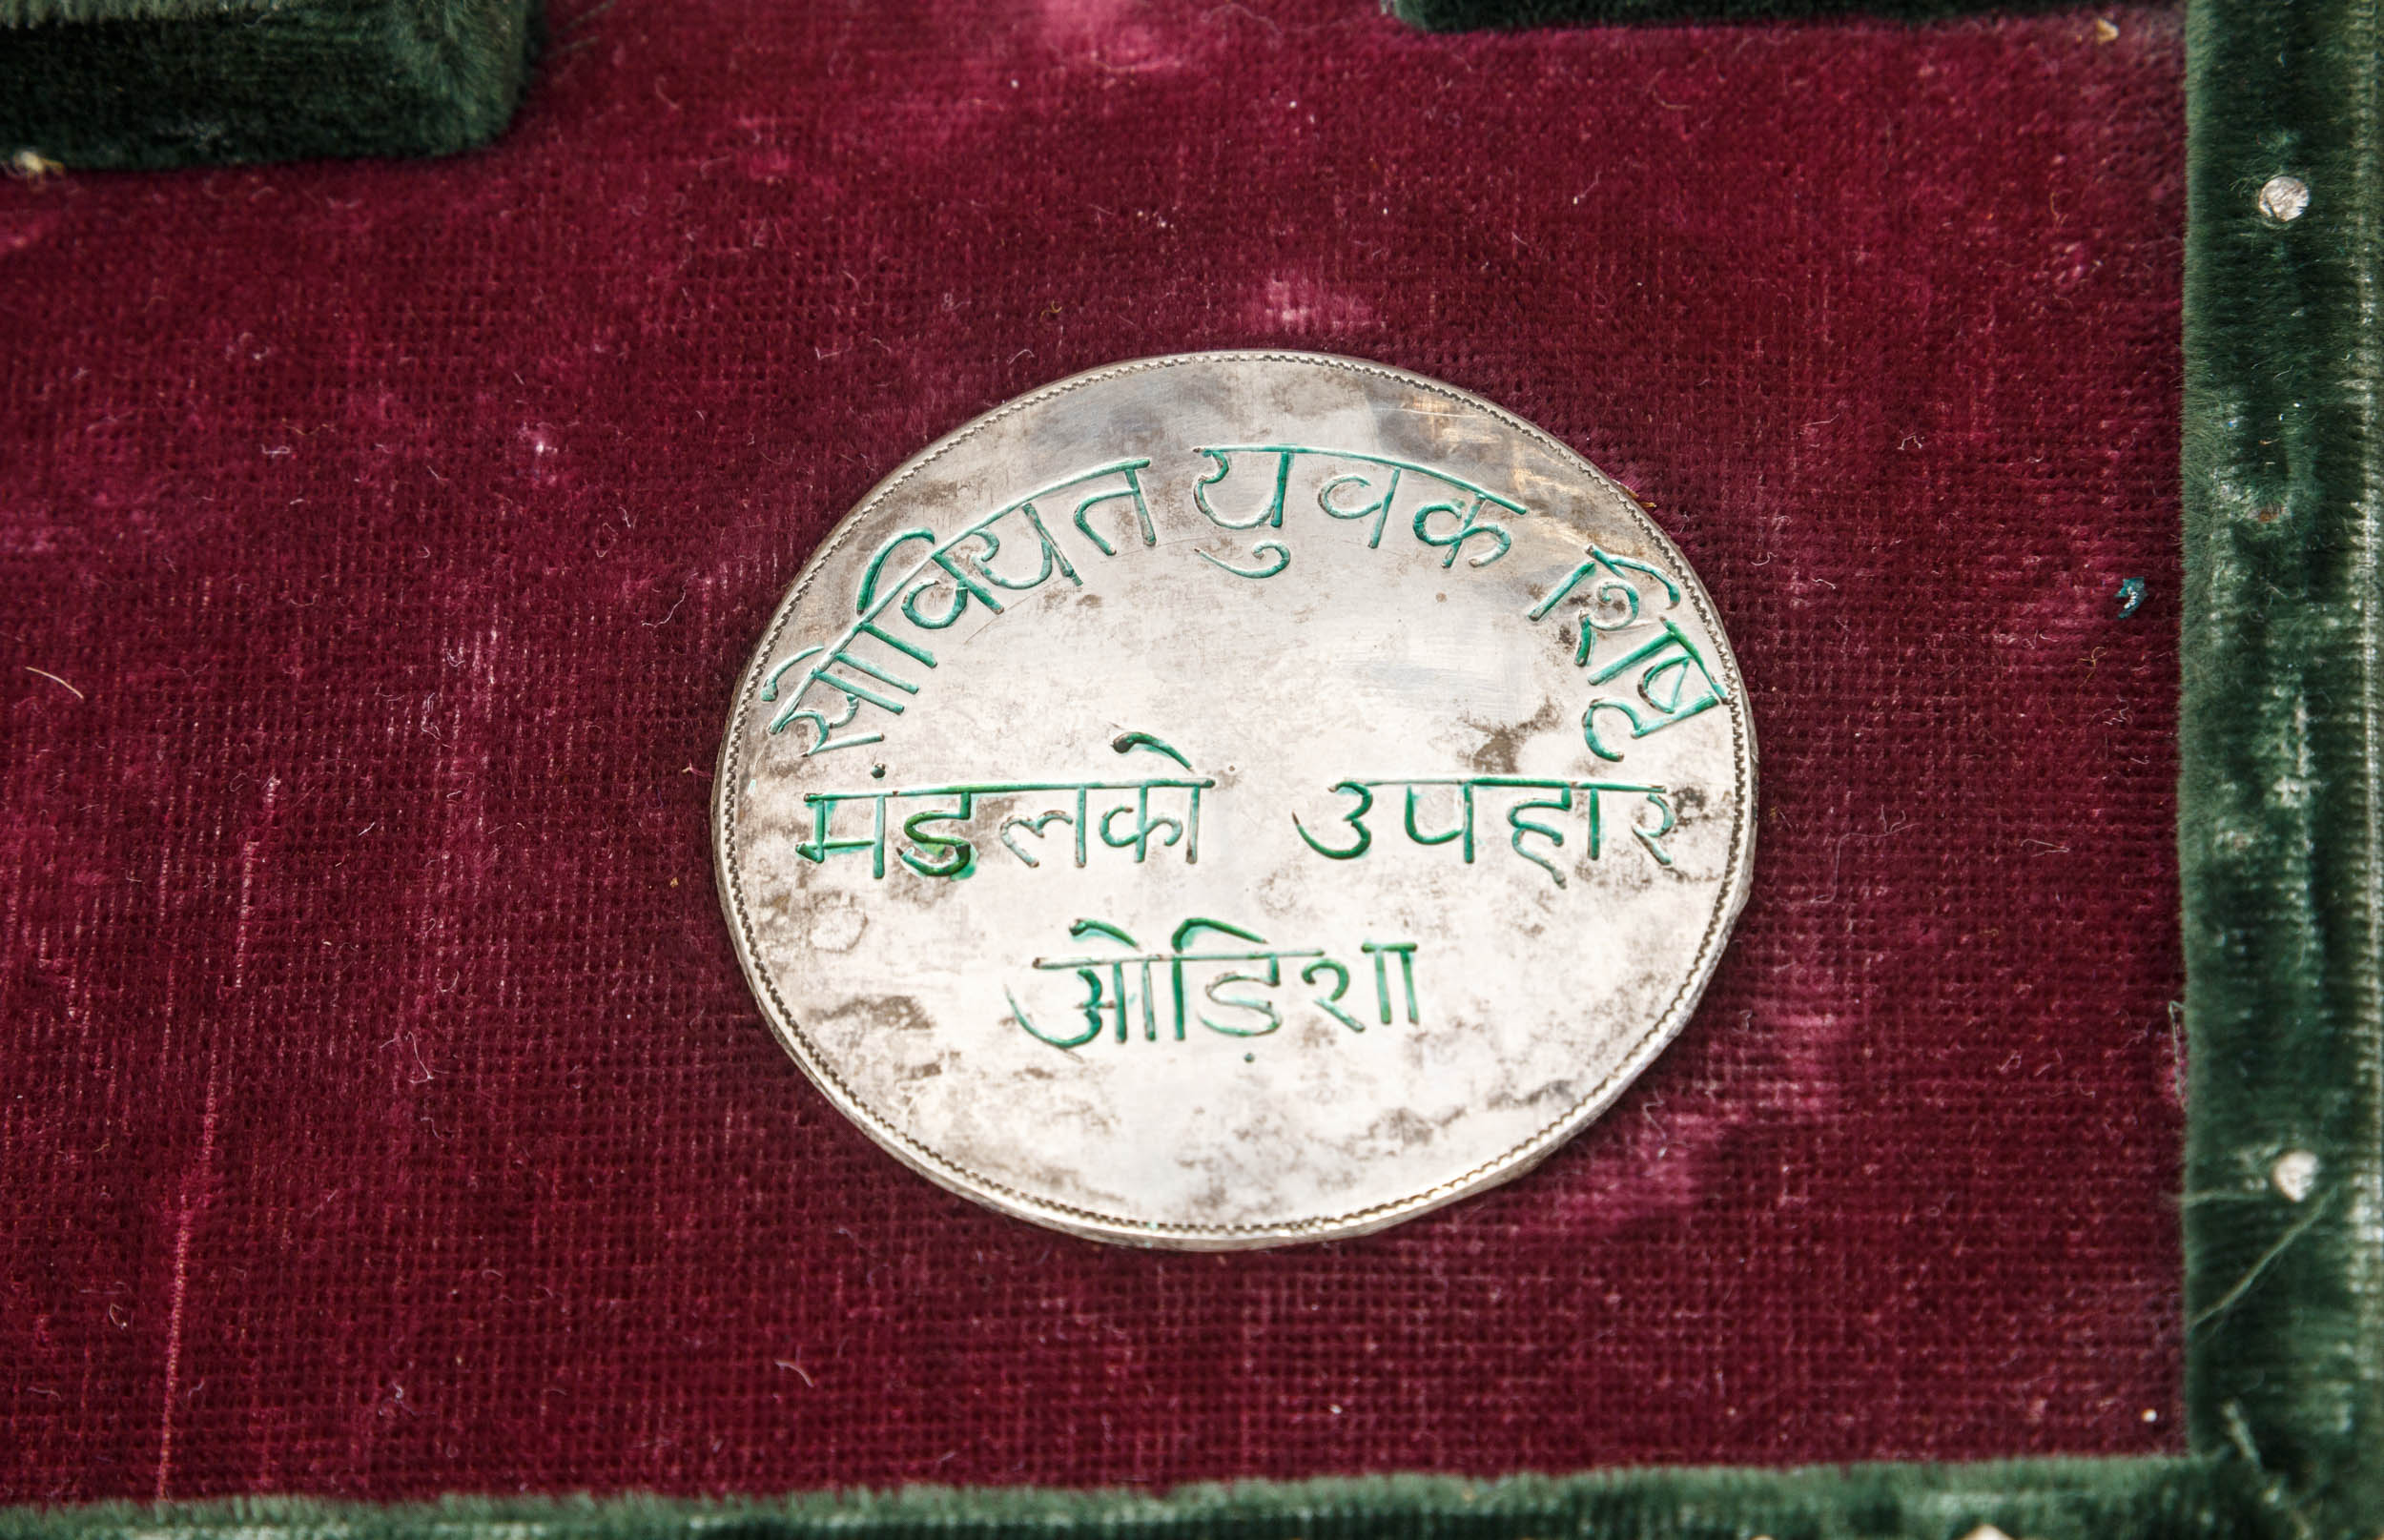 सोवियत युवक शिष्ट
मंडलको उपहार
ओड़िशा